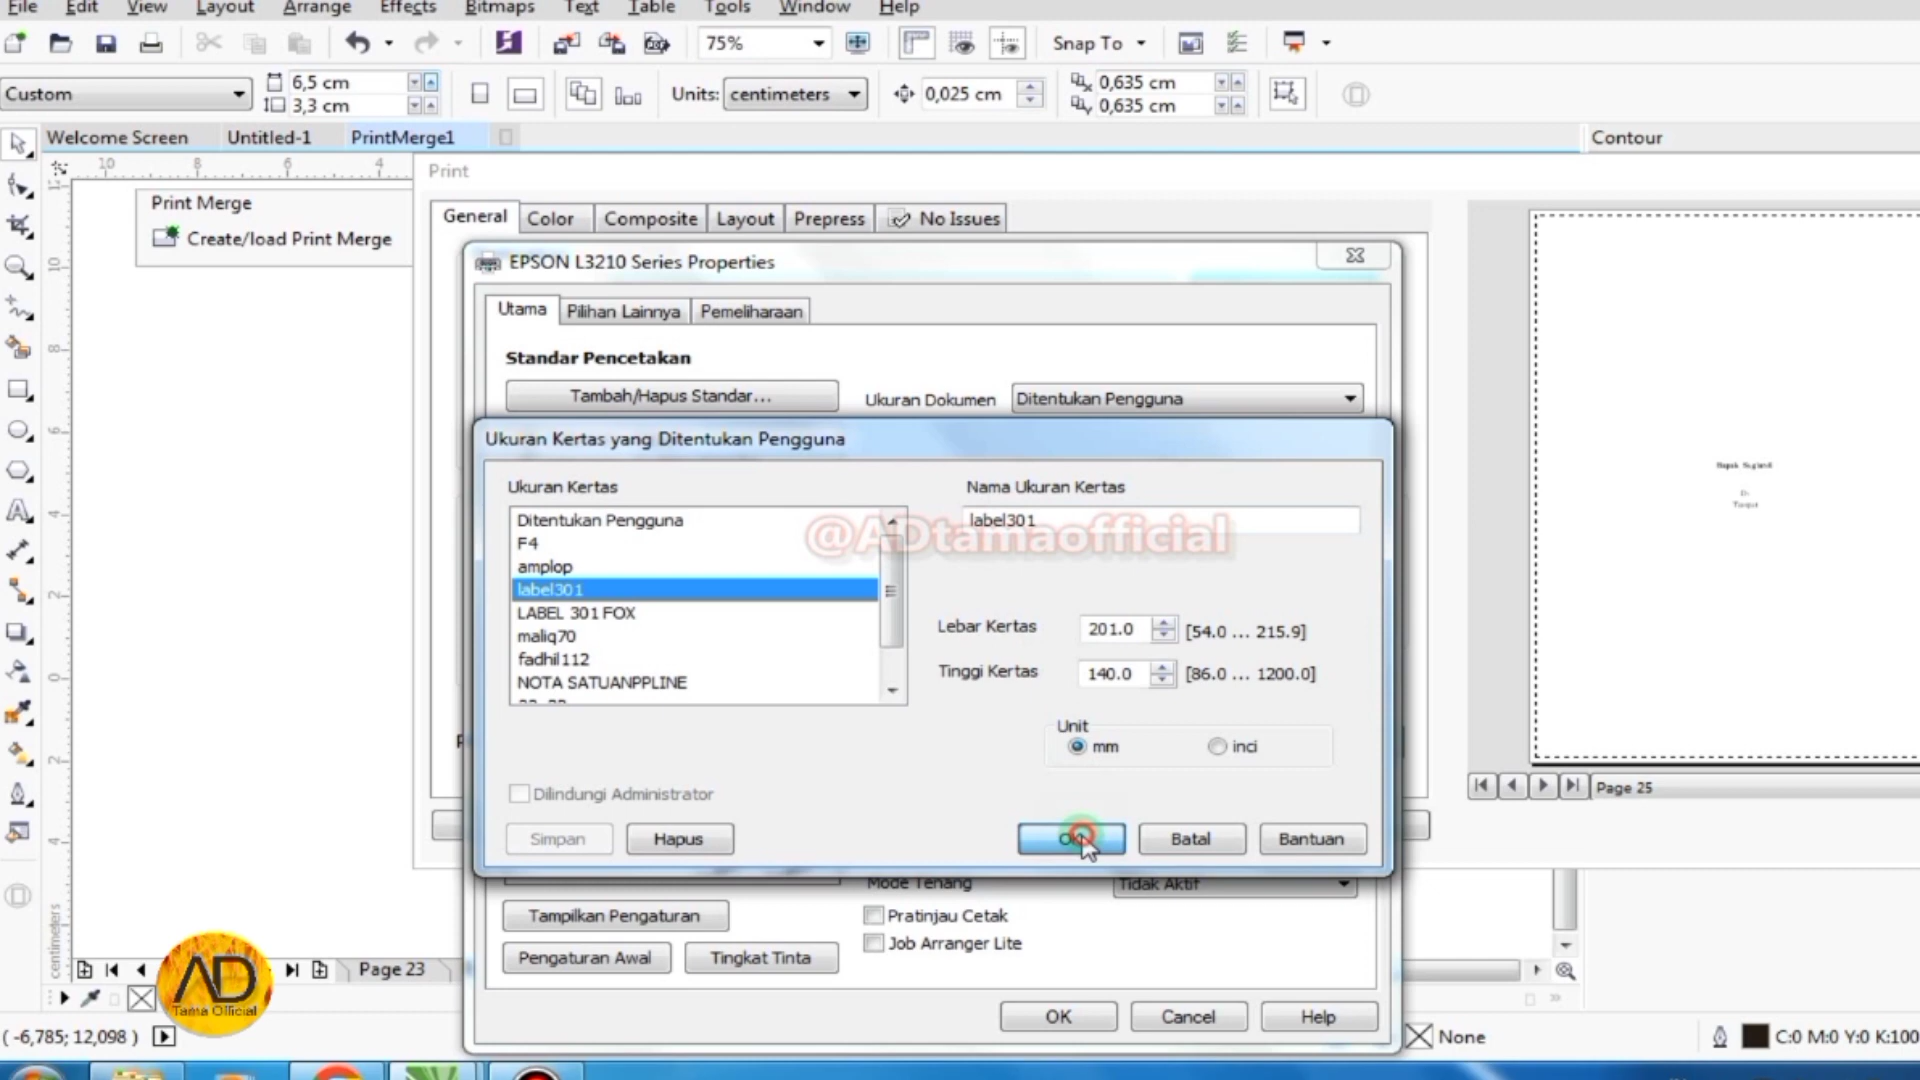 File Edit View Layout Arrange Effects Bitmaps Text Table Tools Window Help
75% Snap To
Custom 6,5 cm 3,3 cm Units: centimeters 0,025 cm 0,635 cm 0,635 cm
Welcome Screen Untitled-1 PrintMerge1 Contour
10 8 6 4
Print
Print Merge
Create/load Print Merge
General Color Composite Layout Prepress No Issues
EPSON L3210 Series Properties
Utama Pilihan Lainnya Pemeliharaan
Standar Pencetakan
Tambah/Hapus Standar... Ukuran Dokumen Ditentukan Pengguna
Ukuran Kertas yang Ditentukan Pengguna
Ukuran Kertas Nama Ukuran Kertas
Ditentukan Pengguna label301
@ADtamaofficial
F4
amplop
label301
LABEL 301 FOX
maliq70
fadhil112
NOTA SATUANPPLINE
Lebar Kertas 201.0 [54.0 ... 215.9]
Tinggi Kertas 140.0 [86.0 ... 1200.0]
Unit
mm inci
Dilindungi Administrator
Simpan Hapus OK Batal Bantuan
Page 25
Mode Tenang Tidak Aktif
Tampilkan Pengaturan Pratinjau Cetak
Job Arranger Lite
Pengaturan Awal Tingkat Tinta
OK Cancel Help
centimeters
Page 23
AD
Tama Official
( -6,785; 12,098 ) None C:0 M:0 Y:0 K:100